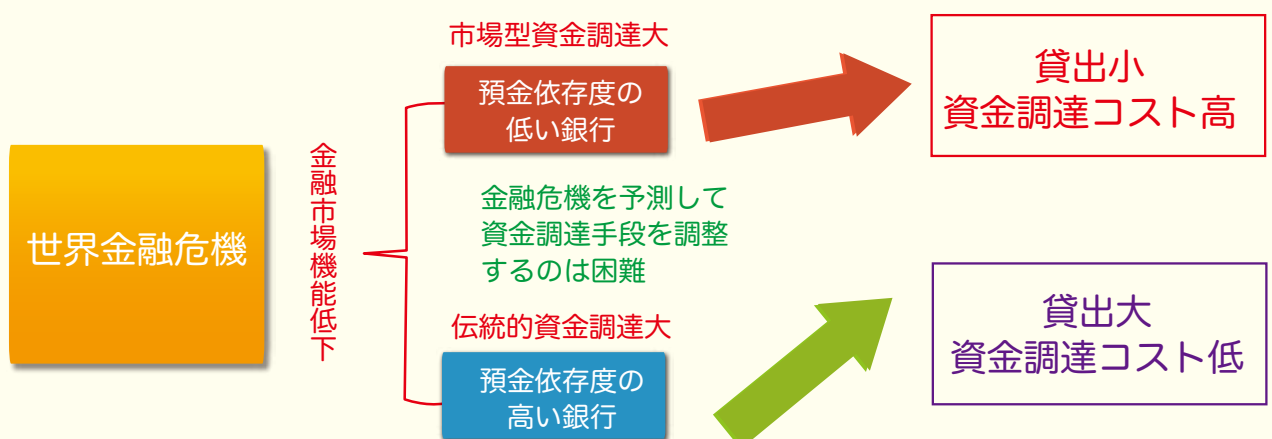 世界金融危機
金融市場機能低下
市場型資金調達大
預金依存度の
低い銀行
貸出小
資金調達コスト高
金融危機を予測して
資金調達手段を調整
するのは困難
伝統的資金調達大
預金依存度の
高い銀行
貸出大
資金調達コスト低